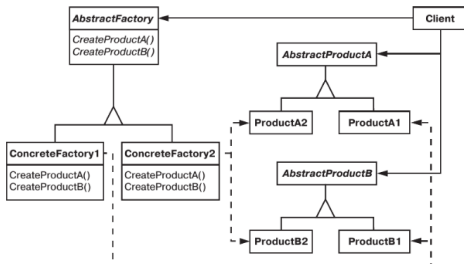 AbstractFactory
CreateProductA()
CreateProductB()
Client
AbstractProductA
ProductA2
ProductA1
ConcreteFactory1
CreateProductA()
CreateProductB()
ConcreteFactory2
CreateProductA()
CreateProductB()
AbstractProductB
ProductB2
ProductB1